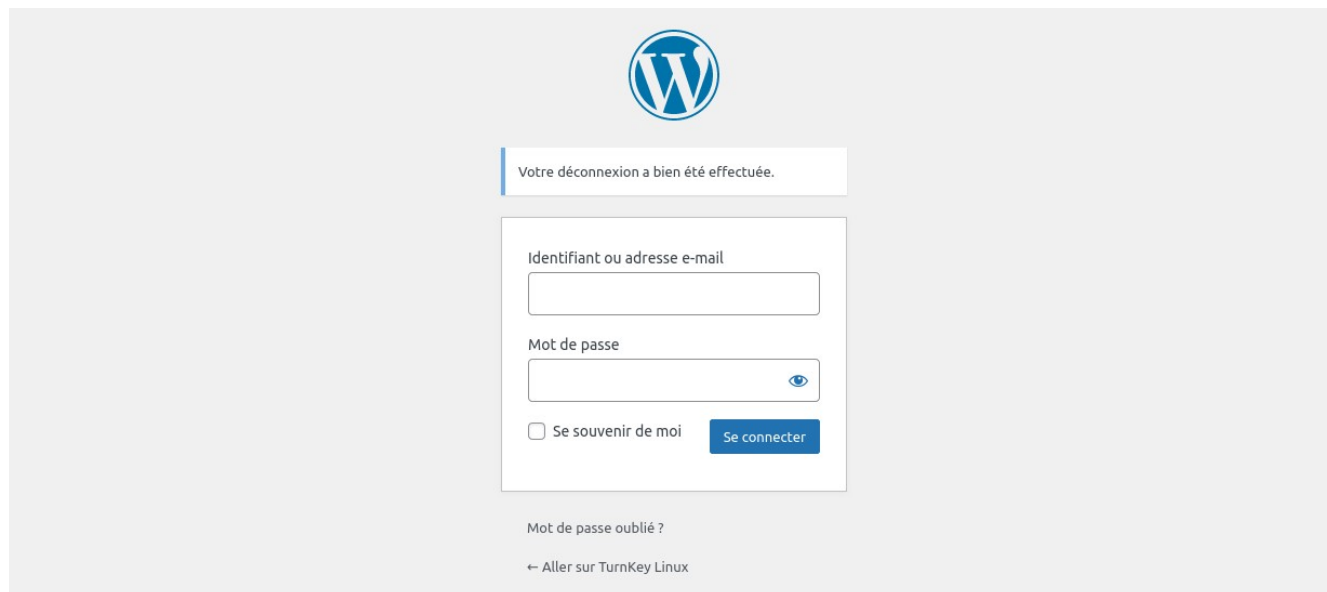 Votre déconnexion a bien été effectuée.
Identifiant ou adresse e-mail
Mot de passe
Se souvenir de moi
Se connecter
Mot de passe oublié ?
← Aller sur TurnKey Linux